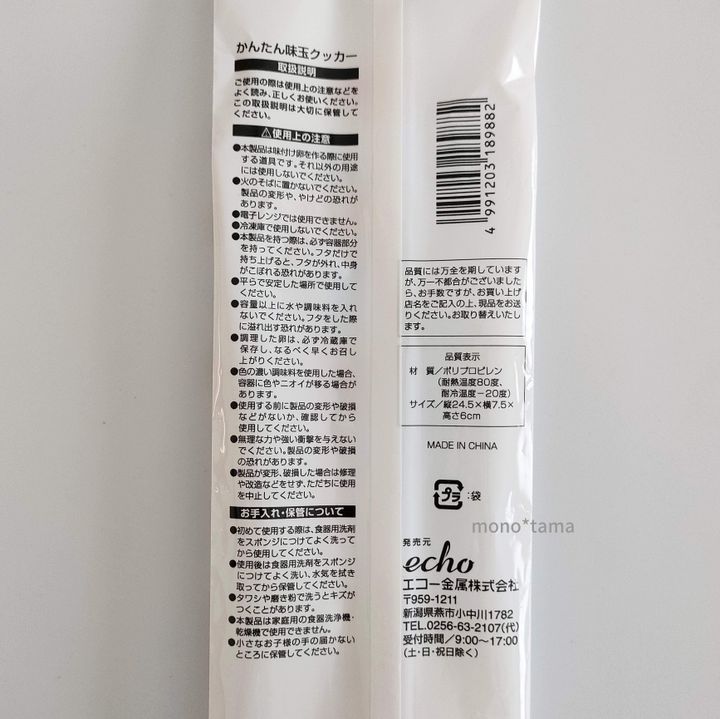 かんたん味玉クッカー
取扱説明
ご使用の際は使用上の注意などを
よく読み、正しくお使いください。
この取扱説明は大切に保管して
ください。
⚠使用上の注意
●本製品は味付け卵を作る際に使用
する道具です。それ以外の用途
には使用しないでください。
●火のそばに置かないでください。
製品の変形や、やけどの恐れが
あります。
●電子レンジでは使用できません。
●冷凍庫で使用しないでください。
●本製品を持つ際は、必ず容器部分
を持ってください。フタだけで
持ち上げると、フタが外れ、中身
がこぼれる恐れがあります。
●平らで安定した場所で使用して
ください。
●容量以上に水や調味料を入れ
ないでください。フタをした際
に溢れ出す恐れがあります。
●調理した卵は、必ず冷蔵庫で
保存し、なるべく早くお召し
上がりください。
●色の濃い調味料を使用した場合、
容器に色やニオイが移る場合が
あります。
●使用する前に製品の変形や破損
などがないか、確認してから
使用してください。
●無理な力や強い衝撃を与えない
でください。製品の変形や破損
の恐れがあります。
●製品が変形、破損した場合は修理
や改造などをせず、ただちに使用
を中止してください。
お手入れ・保管について
●初めて使用する際は、食器用洗剤
をスポンジにつけてよく洗って
から使用してください。
●使用後は食器用洗剤をスポンジ
につけてよく洗い、水気を拭き
取ってから保管してください。
●タワシや磨き粉で洗うとキズが
つくことがあります。
●本製品は家庭用の食器洗浄機・
乾燥機で使用できません。
●小さなお子様の手の届かない
ところに保管してください。
4 991203 189882
品質には万全を期しています
が、万一不都合がございました
ら、お手数ですが、お買い上げ
店名をご記入の上、現品をお送
りください。お取り替えいたし
ます。
品質表示
材 質／ポリプロピレン
(耐熱温度80度、
耐冷温度−20度)
サイズ／縦24.5×横7.5×
高さ6cm
MADE IN CHINA
プラ :袋
mono*tama
発売元
echo
エコー金属株式会社
〒959-1211
新潟県燕市小中川1782
TEL.0256-63-2107(代)
受付時間／9:00〜17:00
(土・日・祝日除く)